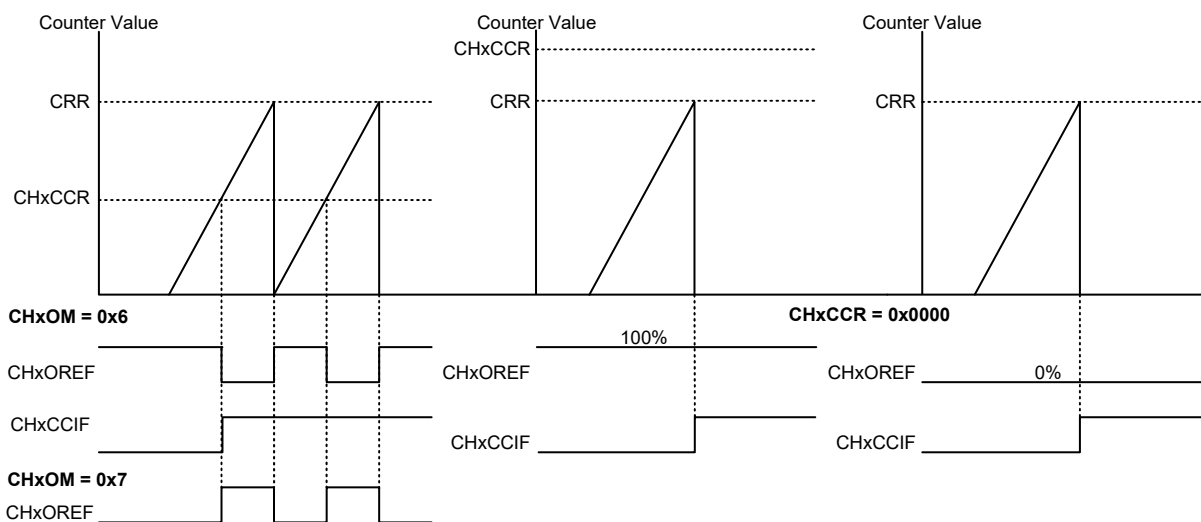 Counter Value
CRR
CHxCCR
CHxOM = 0x6
CHxOREF
CHxCCIF
CHxOM = 0x7
CHxOREF
Counter Value
CHxCCR
CRR
100%
CHxOREF
CHxCCIF
Counter Value
CRR
CHxCCR = 0x0000
CHxOREF
0%
CHxCCIF